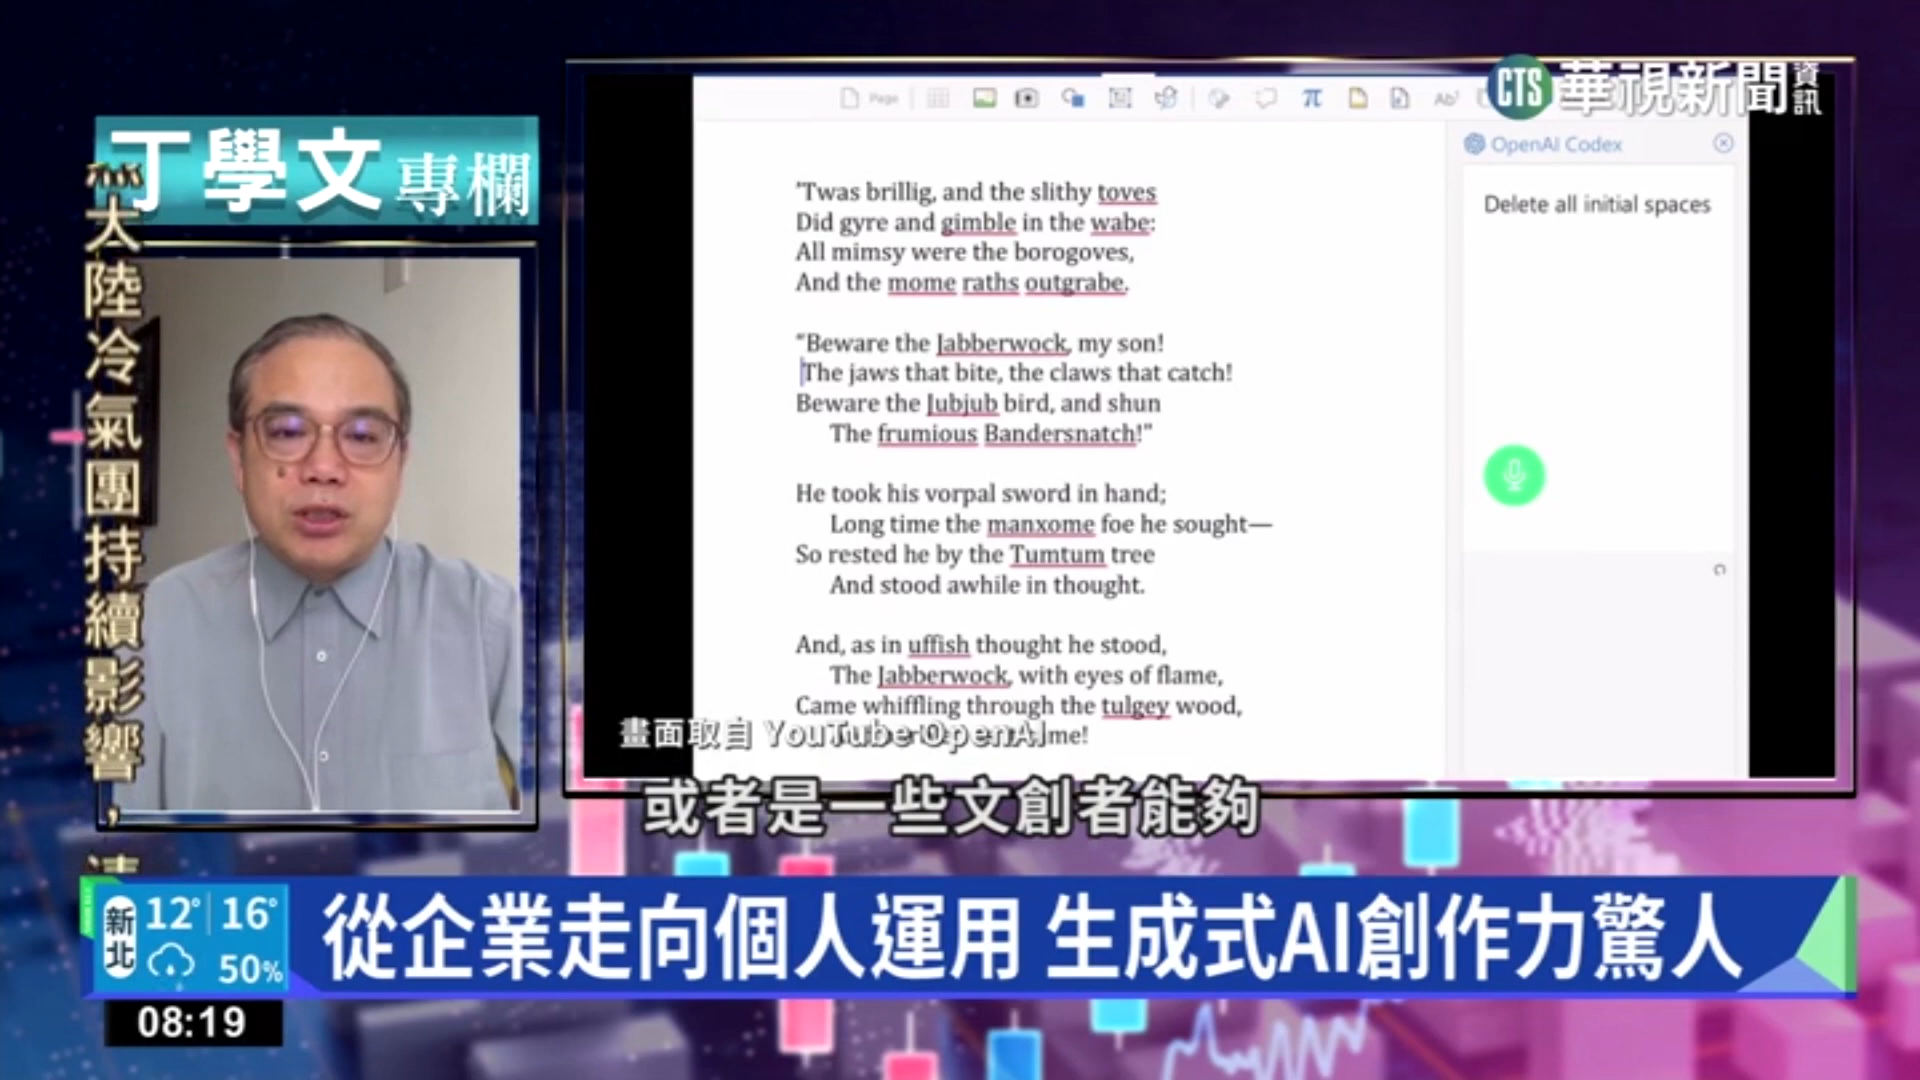 CTS 華視新聞 資訊
丁學文 專欄
大陸冷氣團持續影響，
Page
OpenAI Codex
Delete all initial spaces
'Twas brillig, and the slithy toves
Did gyre and gimble in the wabe:
All mimsy were the borogoves,
And the mome raths outgrabe.
"Beware the Jabberwock, my son!
The jaws that bite, the claws that catch!
Beware the Jubjub bird, and shun
The frumious Bandersnatch!"
He took his vorpal sword in hand;
Long time the manxome foe he sought—
So rested he by the Tumtum tree
And stood awhile in thought.
And, as in uffish thought he stood,
The Jabberwock, with eyes of flame,
Came whiffling through the tulgey wood,
me!
畫面取自 YouTube OpenAI
或者是一些文創者能夠
從企業走向個人運用 生成式AI創作力驚人
新北
12° 16°
50%
08:19